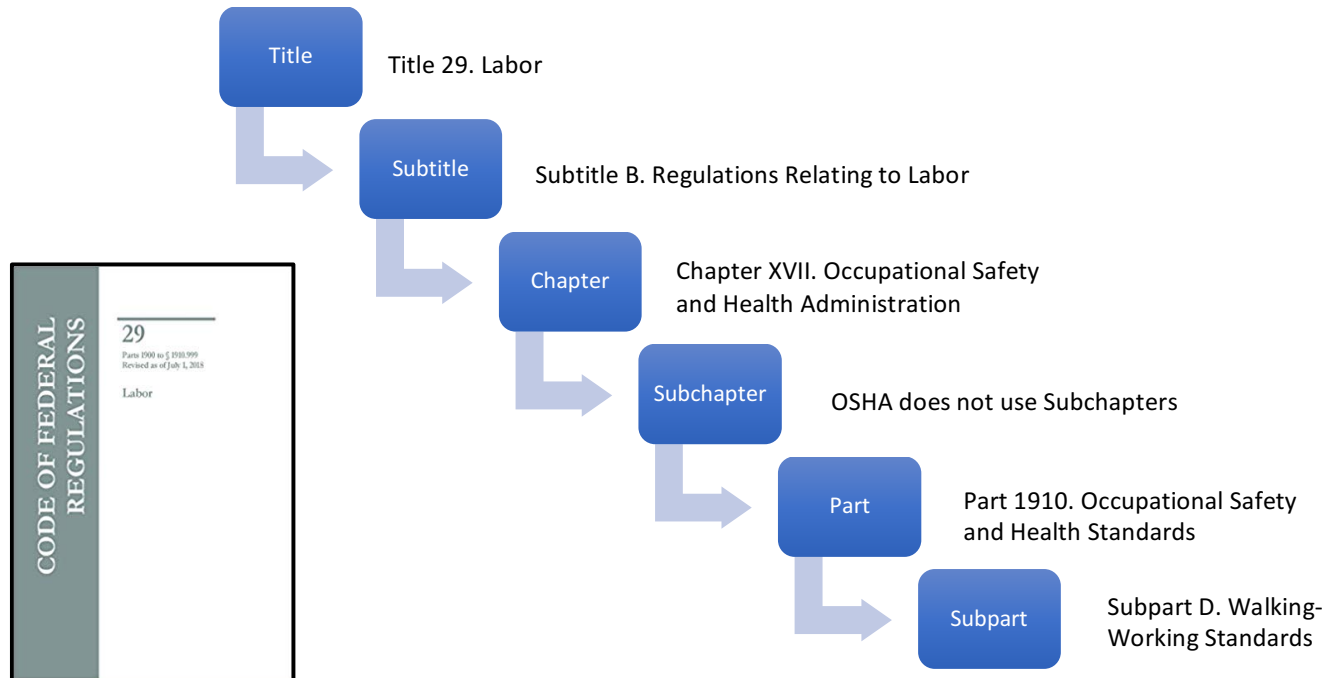 Title
Title 29. Labor
Subtitle
Subtitle B. Regulations Relating to Labor
Chapter
Chapter XVII. Occupational Safety
and Health Administration
Subchapter
OSHA does not use Subchapters
Part
Part 1910. Occupational Safety
and Health Standards
Subpart
Subpart D. Walking-
Working Standards
CODE OF FEDERAL
REGULATIONS
29
Parts 1900 to § 1910.999
Revised as of July 1, 2018
Labor